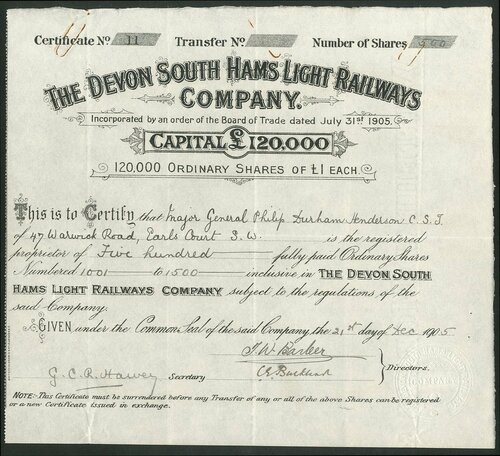 Certificate No 11 Transfer No Number of Shares 500
THE DEVON SOUTH HAMS LIGHT RAILWAYS
COMPANY.
Incorporated by an order of the Board of Trade dated July 31st 1905.
CAPITAL £120,000
120,000 ORDINARY SHARES OF £1 EACH.
This is to Certify that Major General Philip Durham Henderson C.S.I.
of 47 Warwick Road, Earls Court S.W. is the registered
proprietor of Five hundred fully paid Ordinary Shares
Numbered 1001 to 1500 inclusive in THE DEVON SOUTH
HAMS LIGHT RAILWAYS COMPANY subject to the regulations of the
said Company.
GIVEN under the Common Seal of the said Company the 21st day of Dec 1905
T. W. Barber
G. C. R. Harvey Secretary Directors.
NOTE:-This Certificate must be surrendered before any Transfer of any or all of the above Shares can be registered
or a new Certificate issued in exchange.